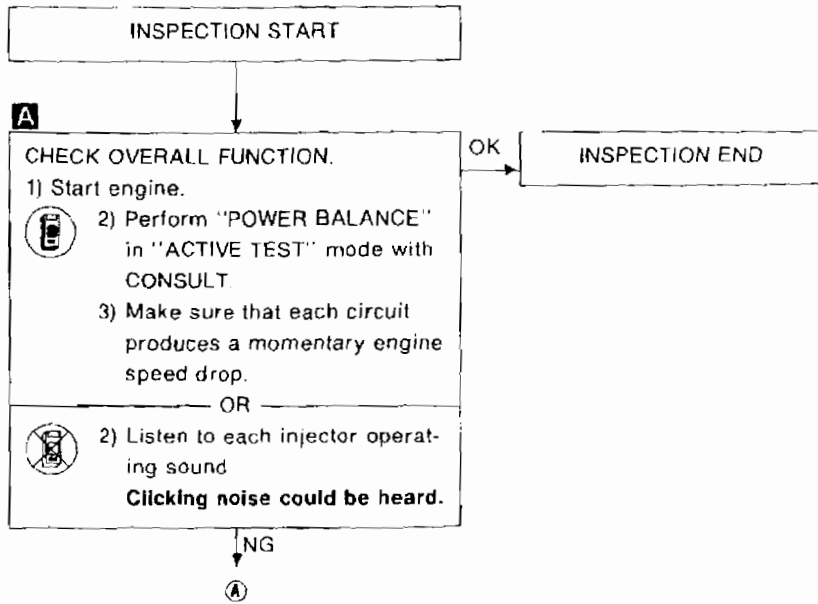 INSPECTION START
A
CHECK OVERALL FUNCTION.
OK
INSPECTION END
1) Start engine.
2) Perform "POWER BALANCE"
in "ACTIVE TEST" mode with
CONSULT.
3) Make sure that each circuit
produces a momentary engine
speed drop.
OR
2) Listen to each injector operat-
ing sound
Clicking noise could be heard.
NG
Ⓐ